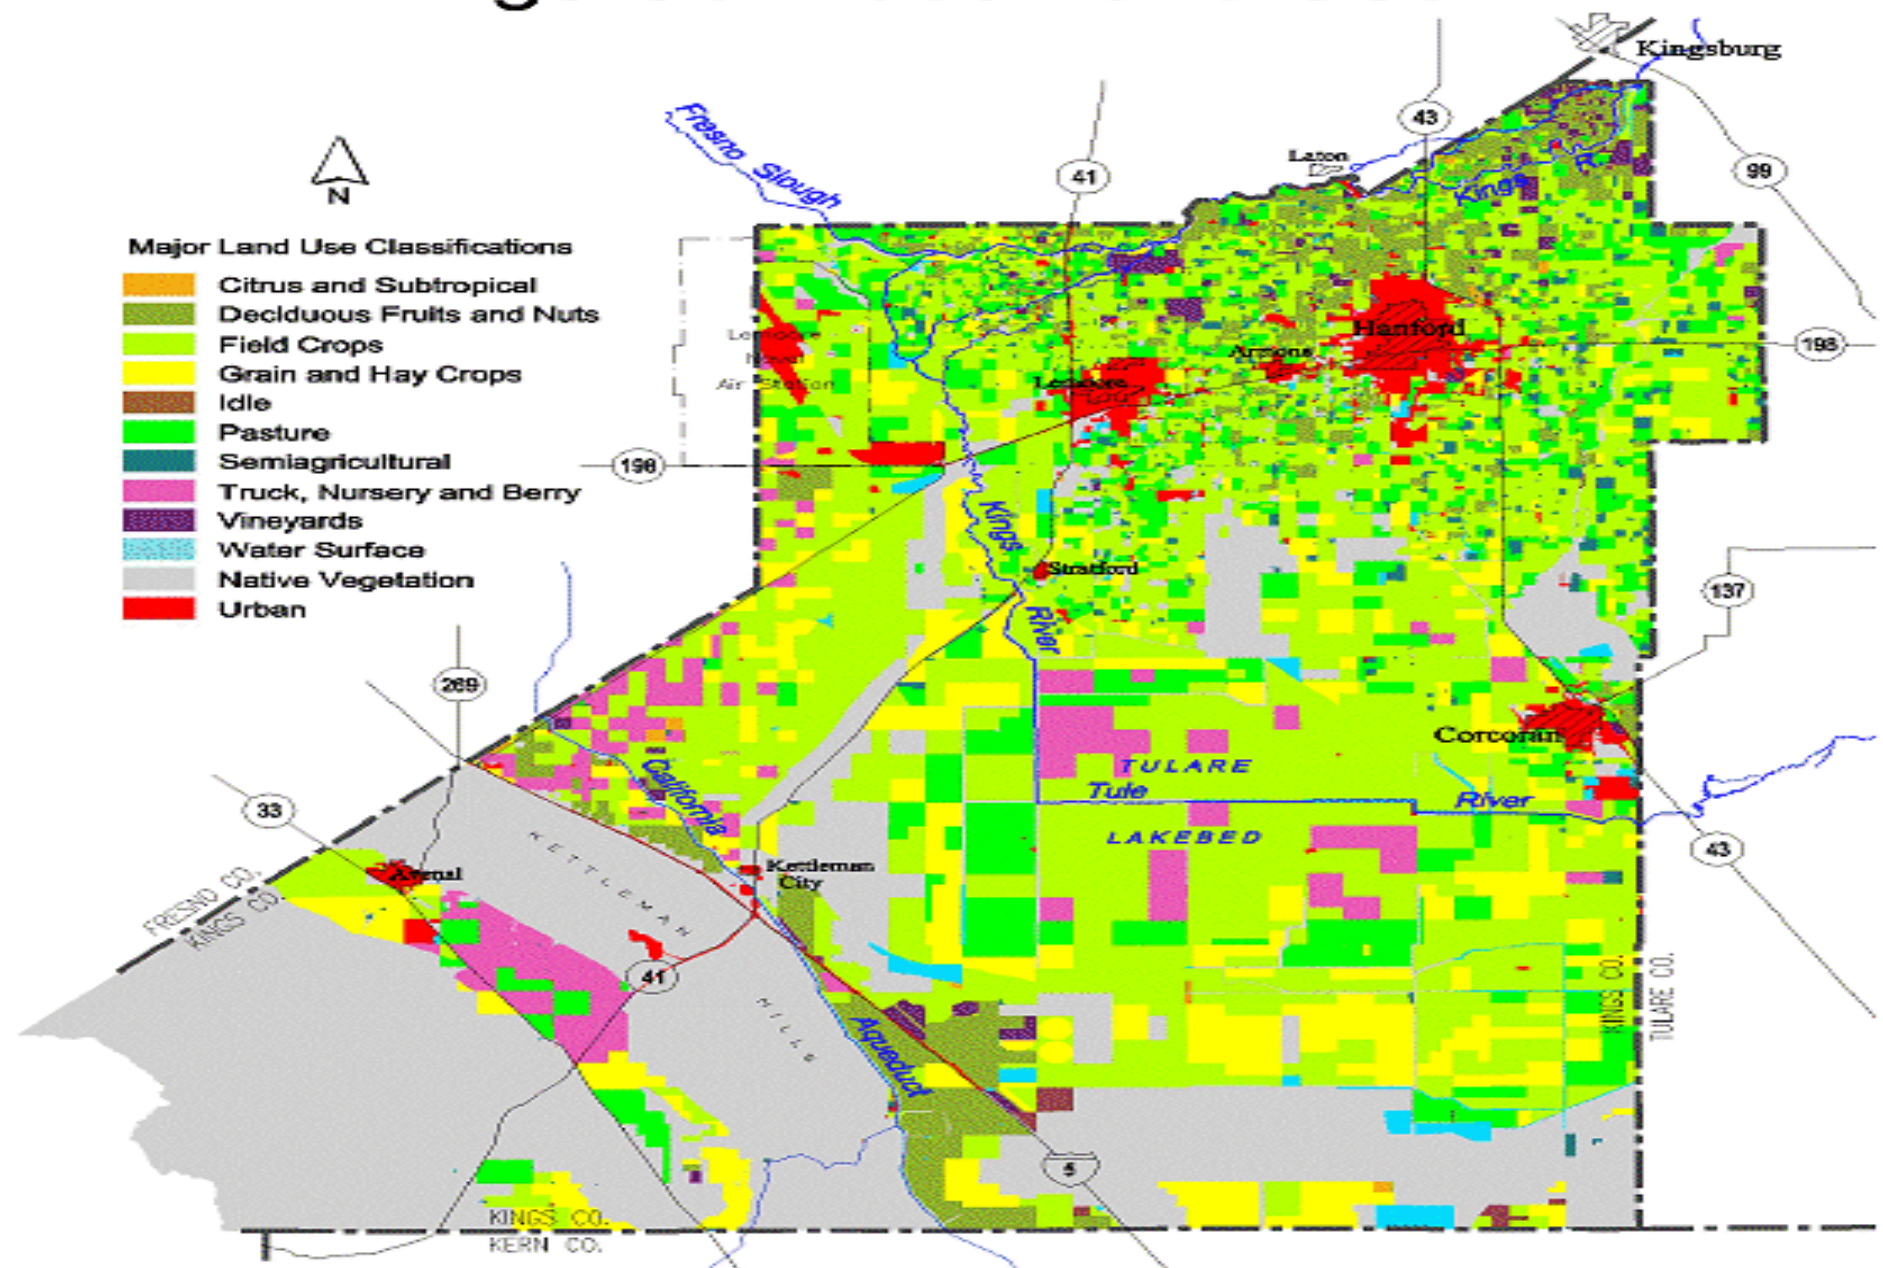 Kingsburg
Fresno Slough
43
41
Laton
Kings R.
99
N
Major Land Use Classifications
Citrus and Subtropical
Deciduous Fruits and Nuts
Field Crops
Grain and Hay Crops
Idle
Pasture
Semiagricultural
Truck, Nursery and Berry
Vineyards
Water Surface
Native Vegetation
Urban
Hanford
198
Armona
Lemoore
Lemoore
Naval
Air Station
198
Kings
River
Stratford
137
269
Corcoran
TULARE
Tule
River
LAKEBED
California
33
43
KETTLEMAN
Kettleman
City
Avenal
FRESNO CO.
KINGS CO.
41
HILLS
Aqueduct
KINGS CO.
TULARE CO.
5
KINGS CO.
KERN CO.